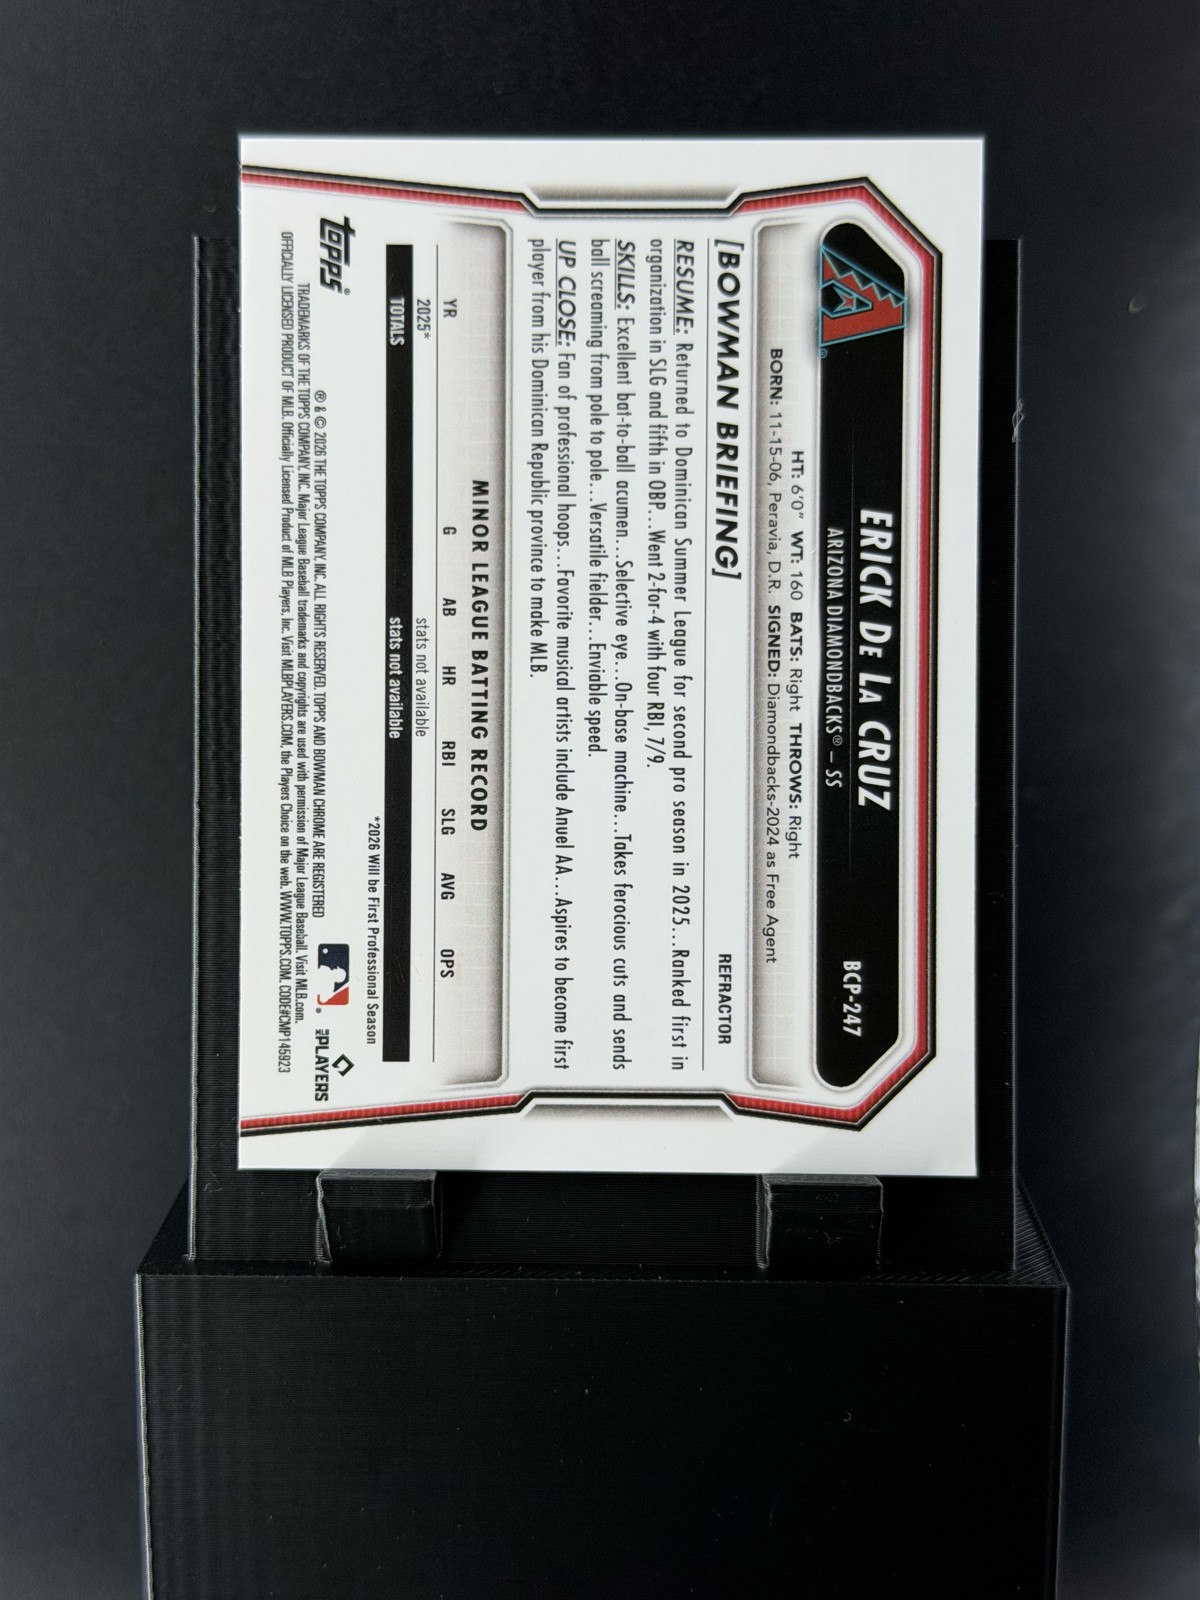 ERICK DE LA CRUZ
BCP-247
ARIZONA DIAMONDBACKS® – SS
HT: 6'0" WT: 160 BATS: Right THROWS: Right
BORN: 11-15-06, Peravia, D.R. SIGNED: Diamondbacks-2024 as Free Agent
[BOWMAN BRIEFING]
REFRACTOR
RESUME: Returned to Dominican Summer League for second pro season in 2025...Ranked first in
organization in SLG and fifth in OBP...Went 2-for-4 with four RBI, 7/9.
SKILLS: Excellent bat-to-ball acumen...Selective eye...On-base machine...Takes ferocious cuts and sends
ball screaming from pole to pole...Versatile fielder...Enviable speed.
UP CLOSE: Fan of professional hoops...Favorite musical artists include Anuel AA...Aspires to become first
player from his Dominican Republic province to make MLB.
MINOR LEAGUE BATTING RECORD
YR G AB HR RBI SLG AVG OPS
2025* stats not available
TOTALS stats not available
*2026 Will be First Professional Season
topps®
® & © 2026 THE TOPPS COMPANY, INC. ALL RIGHTS RESERVED. TOPPS AND BOWMAN CHROME ARE REGISTERED
TRADEMARKS OF THE TOPPS COMPANY, INC. Major League Baseball trademarks and copyrights are used with permission of Major League Baseball. Visit MLB.com.
OFFICIALLY LICENSED PRODUCT OF MLB. Officially Licensed Product of MLB Players, Inc. Visit MLBPLAYERS.COM, the Players Choice on the web. WWW.TOPPS.COM. CODE#CMP145923
MLB PLAYERS